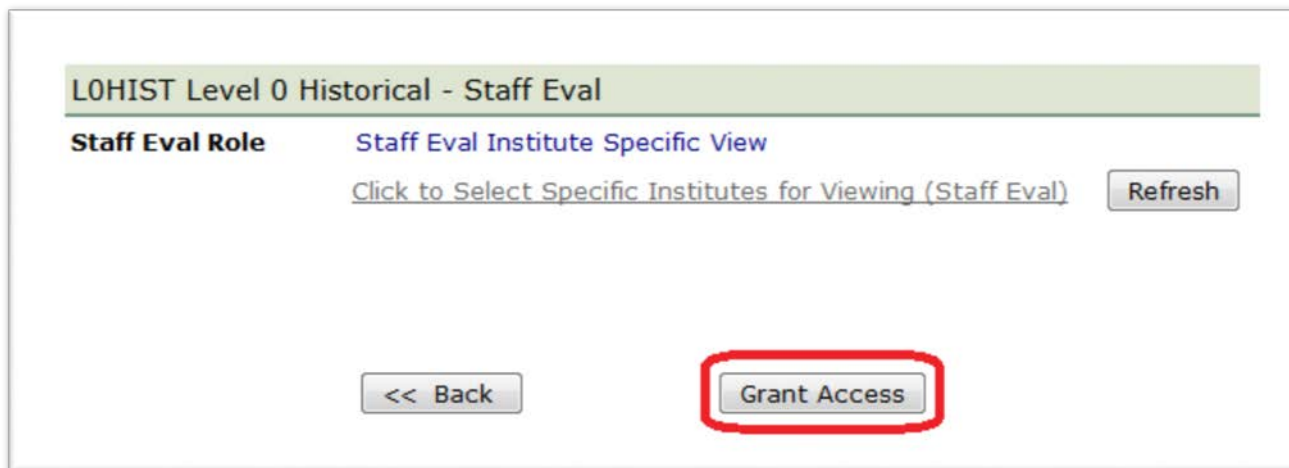 L0HIST Level 0 Historical - Staff Eval
Staff Eval Role Staff Eval Institute Specific View
Click to Select Specific Institutes for Viewing (Staff Eval) Refresh
<< Back Grant Access